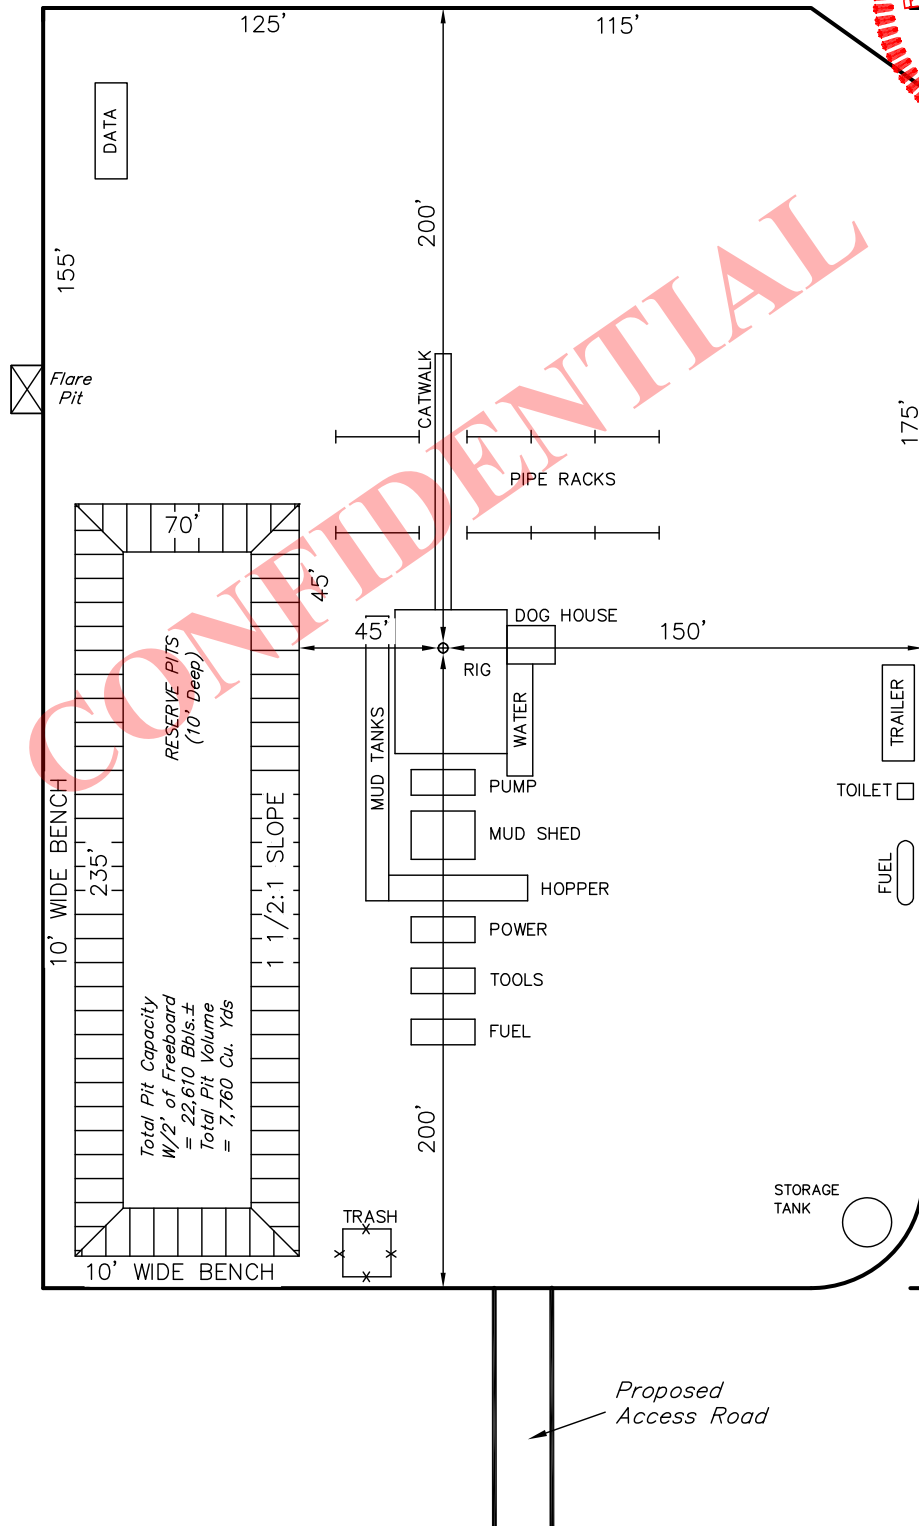 125'
115'
DATA
200'
155'
Flare
Pit
CATWALK
175'
PIPE RACKS
70'
45'
45'
DOG HOUSE
150'
RIG
RESERVE PITS
(10' Deep)
WATER
TRAILER
MUD TANKS
PUMP
TOILET
10' WIDE BENCH
235'
1 1/2:1 SLOPE
MUD SHED
FUEL
HOPPER
POWER
TOOLS
FUEL
Total Pit Capacity
W/2' of Freeboard
= 22,610 Bbls.±
Total Pit Volume
= 7,760 Cu. Yds
200'
STORAGE
TANK
TRASH
10' WIDE BENCH
Proposed
Access Road
CONFIDENTIAL